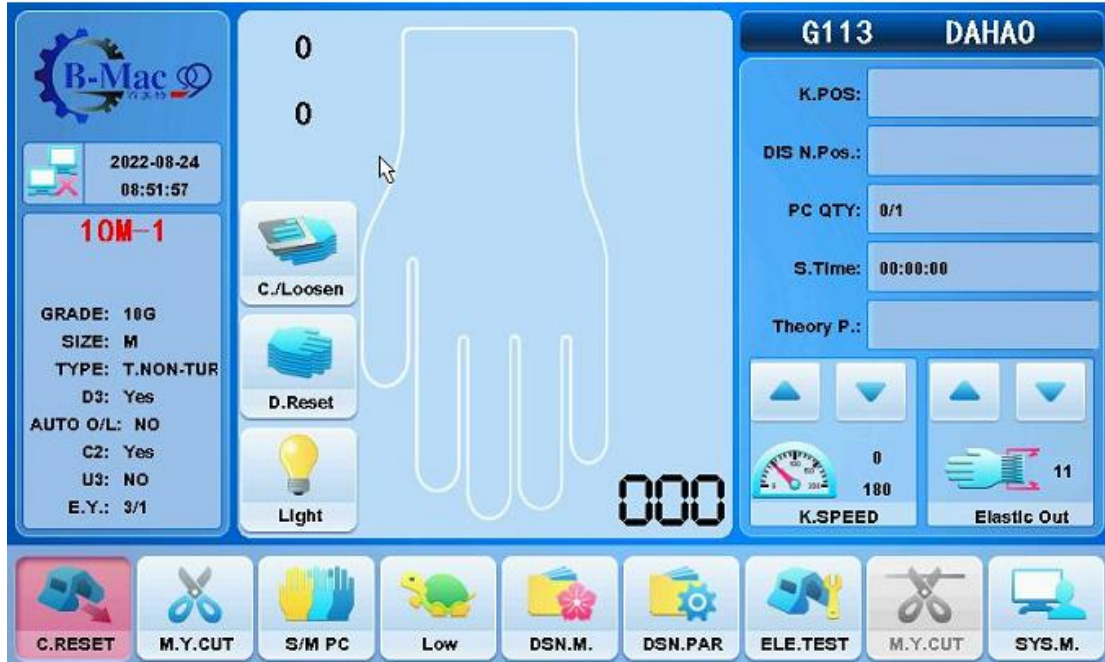 B-Mac
2022-08-24
08:51:57
10M-1
GRADE: 10G
SIZE: M
TYPE: T.NON-TUR
D3: Yes
AUTO O/L: NO
C2: Yes
U3: NO
E.Y.: 3/1
0
0
C./Loosen
D.Reset
Light
000
G113 DAHAO
K.POS:
DIS N.Pos.:
PC QTY: 0/1
S.Time: 00:00:00
Theory P.:
0
180
K.SPEED
11
Elastic Out
C.RESET
M.Y.CUT
S/M PC
Low
DSN.M.
DSN.PAR
ELE.TEST
M.Y.CUT
SYS.M.